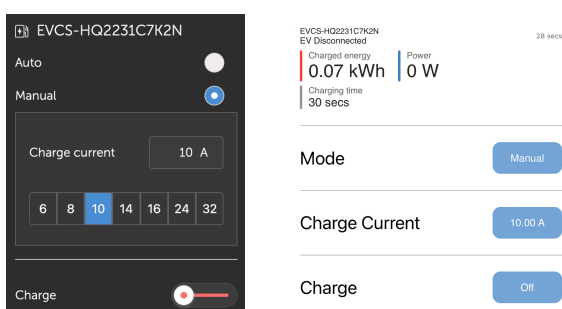 EVCS-HQ2231C7K2N
Auto
Manual
Charge current
10 A
6 8 10 14 16 24 32
Charge
EVCS-HQ2231C7K2N
EV Disconnected
28 secs
Charged energy
0.07 kWh
Power
0 W
Charging time
30 secs
Mode
Manual
Charge Current
10.00 A
Charge
Off